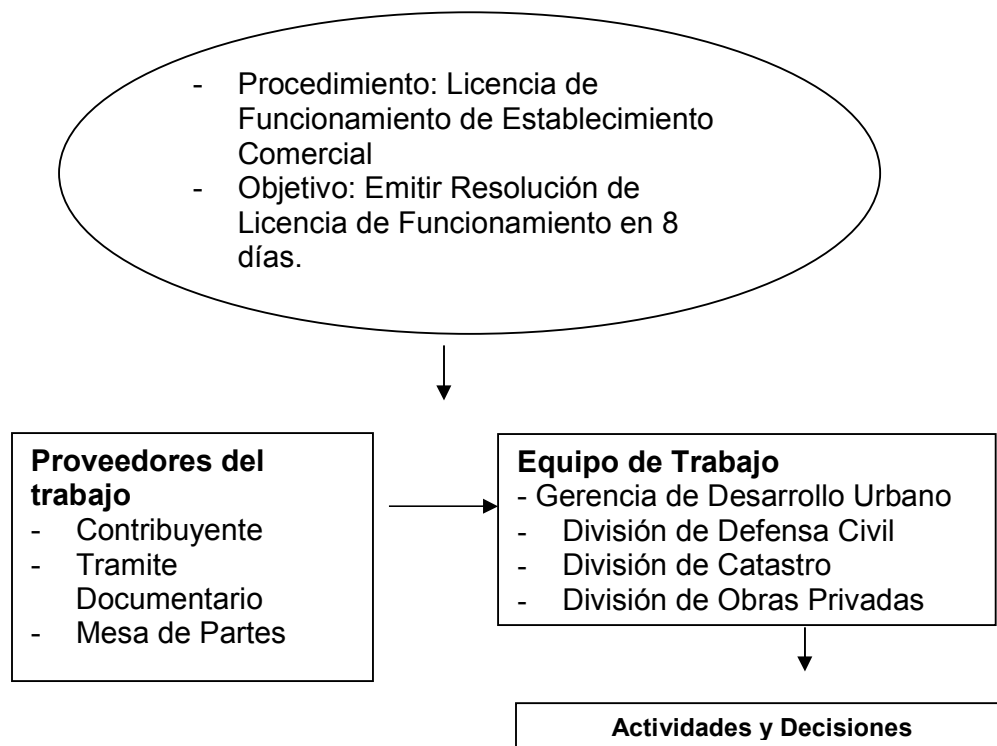 - Procedimiento: Licencia de
Funcionamiento de Establecimiento
Comercial
- Objetivo: Emitir Resolución de
Licencia de Funcionamiento en 8
días.
Proveedores del
trabajo
- Contribuyente
- Tramite
Documentario
- Mesa de Partes
Equipo de Trabajo
- Gerencia de Desarrollo Urbano
- División de Defensa Civil
- División de Catastro
- División de Obras Privadas
Actividades y Decisiones